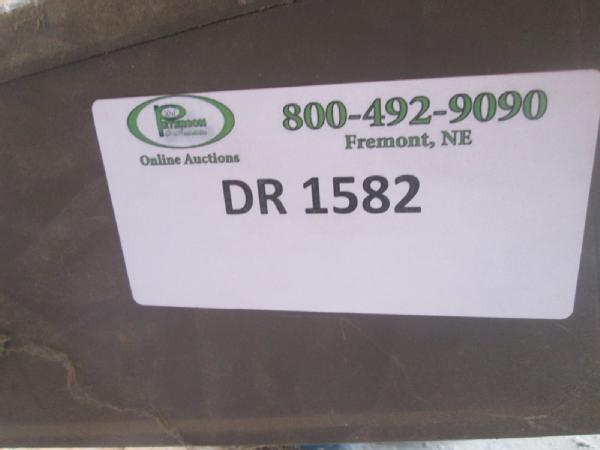 800-492-9090
Fremont, NE
Online Auctions
DR 1582